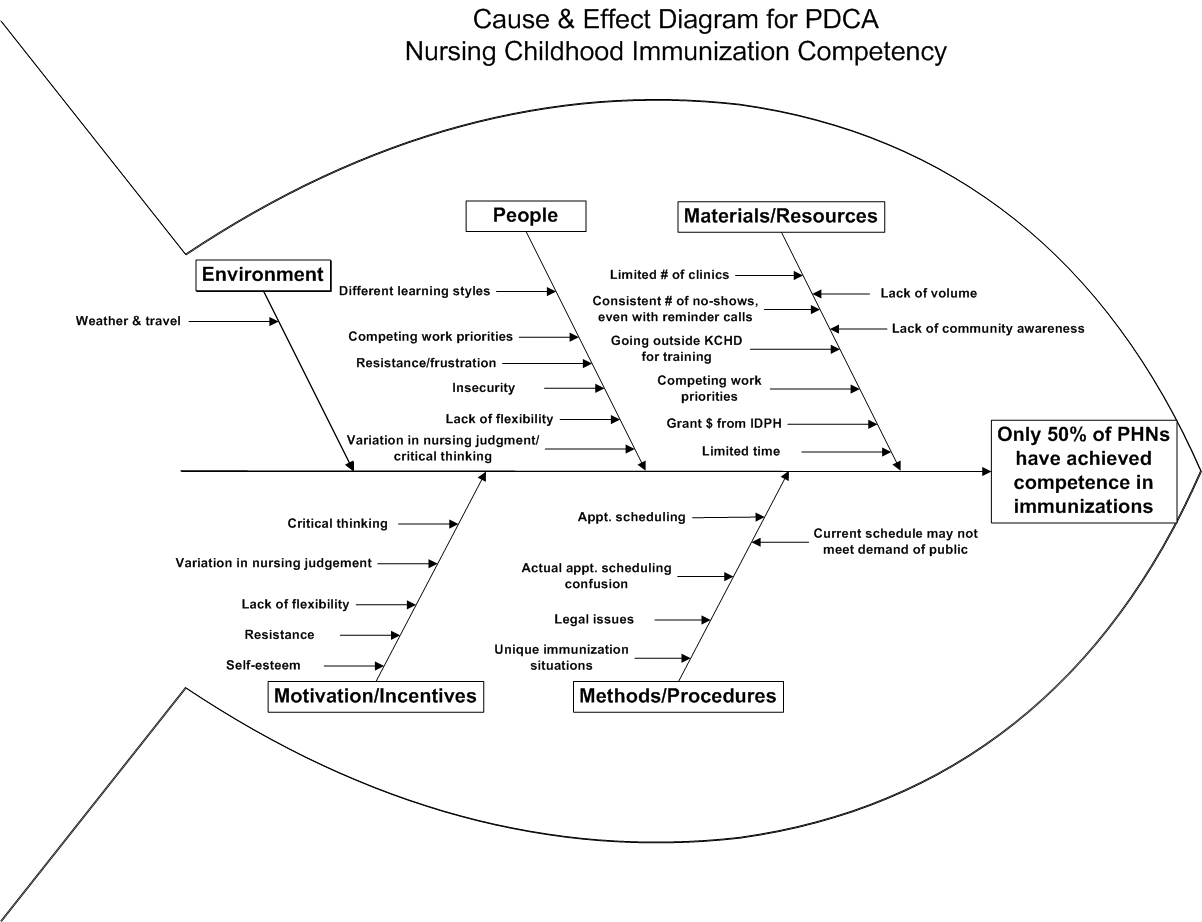 Cause & Effect Diagram for PDCA
Nursing Childhood Immunization Competency
People
Materials/Resources
Environment
Limited # of clinics
Different learning styles
Lack of volume
Consistent # of no-shows,
even with reminder calls
Weather & travel
Lack of community awareness
Competing work priorities
Going outside KCHD
for training
Resistance/frustration
Insecurity
Competing work
priorities
Lack of flexibility
Grant $ from IDPH
Variation in nursing judgment/
critical thinking
Limited time
Only 50% of PHNs
have achieved
competence in
immunizations
Critical thinking
Appt. scheduling
Current schedule may not
meet demand of public
Variation in nursing judgement
Actual appt. scheduling
confusion
Lack of flexibility
Legal issues
Resistance
Unique immunization
situations
Self-esteem
Motivation/Incentives
Methods/Procedures